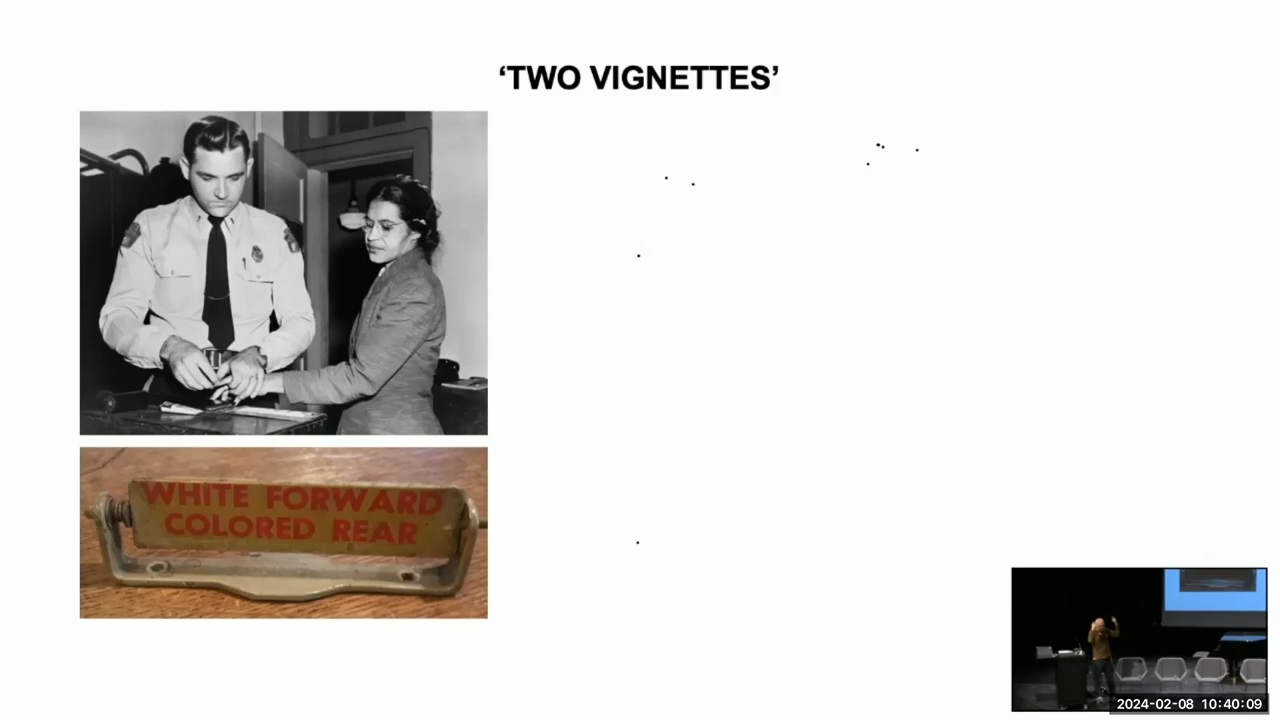 ‘TWO VIGNETTES’
WHITE FORWARD
COLORED REAR
2024-02-08 10:40:09